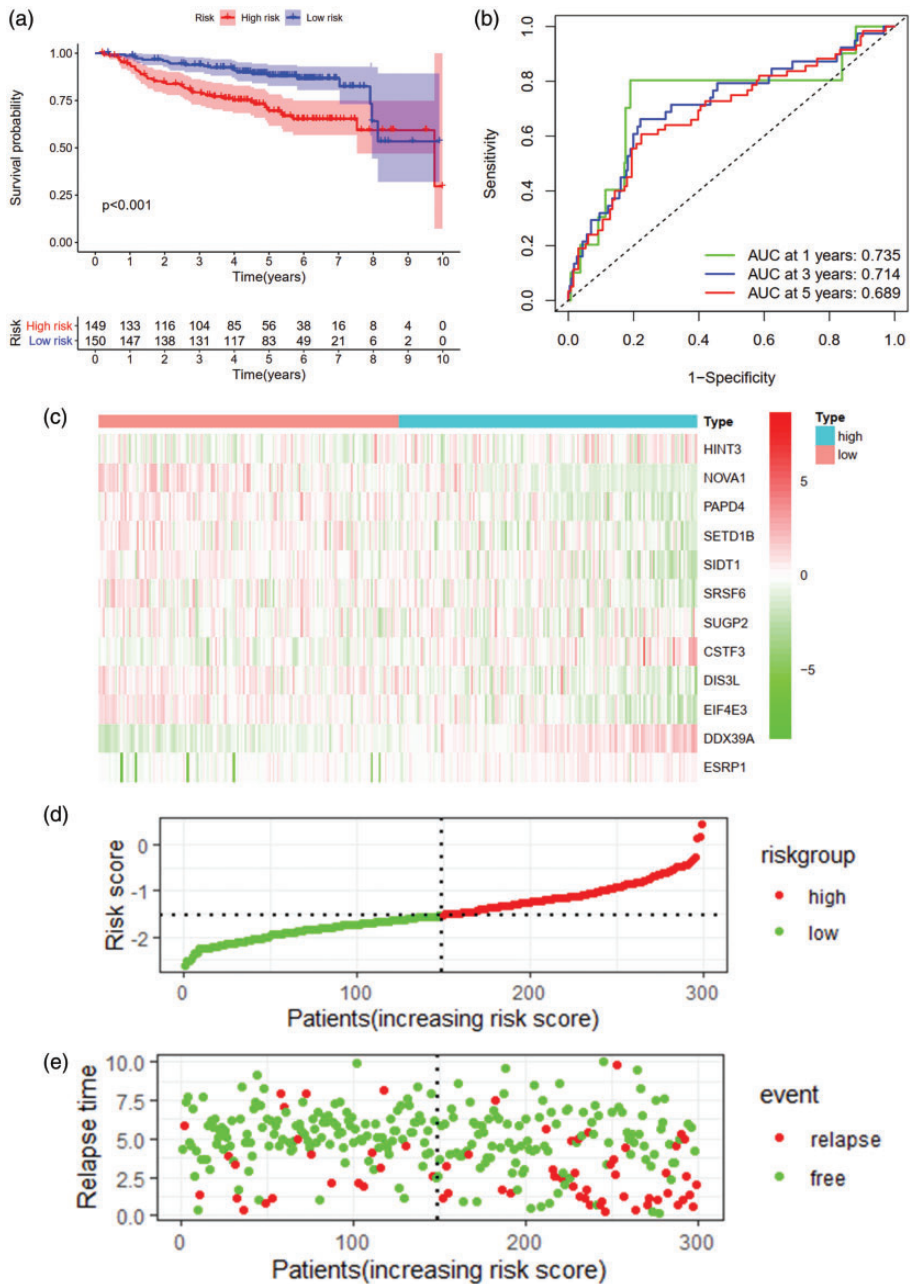 (a)
Risk High risk Low risk
Survival probability
1.00
0.75
0.50
0.25
0.00
p<0.001
0 1 2 3 4 5 6 7 8 9 10
Time(years)
Risk
High risk 149 133 116 104 85 56 38 16 8 4 0
Low risk 150 147 138 131 117 83 49 21 6 2 0
0 1 2 3 4 5 6 7 8 9 10
Time(years)
(b)
Sensitivity
1.0
0.8
0.6
0.4
0.2
0.0
AUC at 1 years: 0.735
AUC at 3 years: 0.714
AUC at 5 years: 0.689
0.0 0.2 0.4 0.6 0.8 1.0
1−Specificity
(c)
Type
HINT3
NOVA1
PAPD4
SETD1B
SIDT1
SRSF6
SUGP2
CSTF3
DIS3L
EIF4E3
DDX39A
ESRP1
5
0
−5
Type
high
low
(d)
Risk score
0
-1
-2
0 100 200 300
Patients(increasing risk score)
riskgroup
high
low
(e)
Relapse time
10.0
7.5
5.0
2.5
0.0
0 100 200 300
Patients(increasing risk score)
event
relapse
free